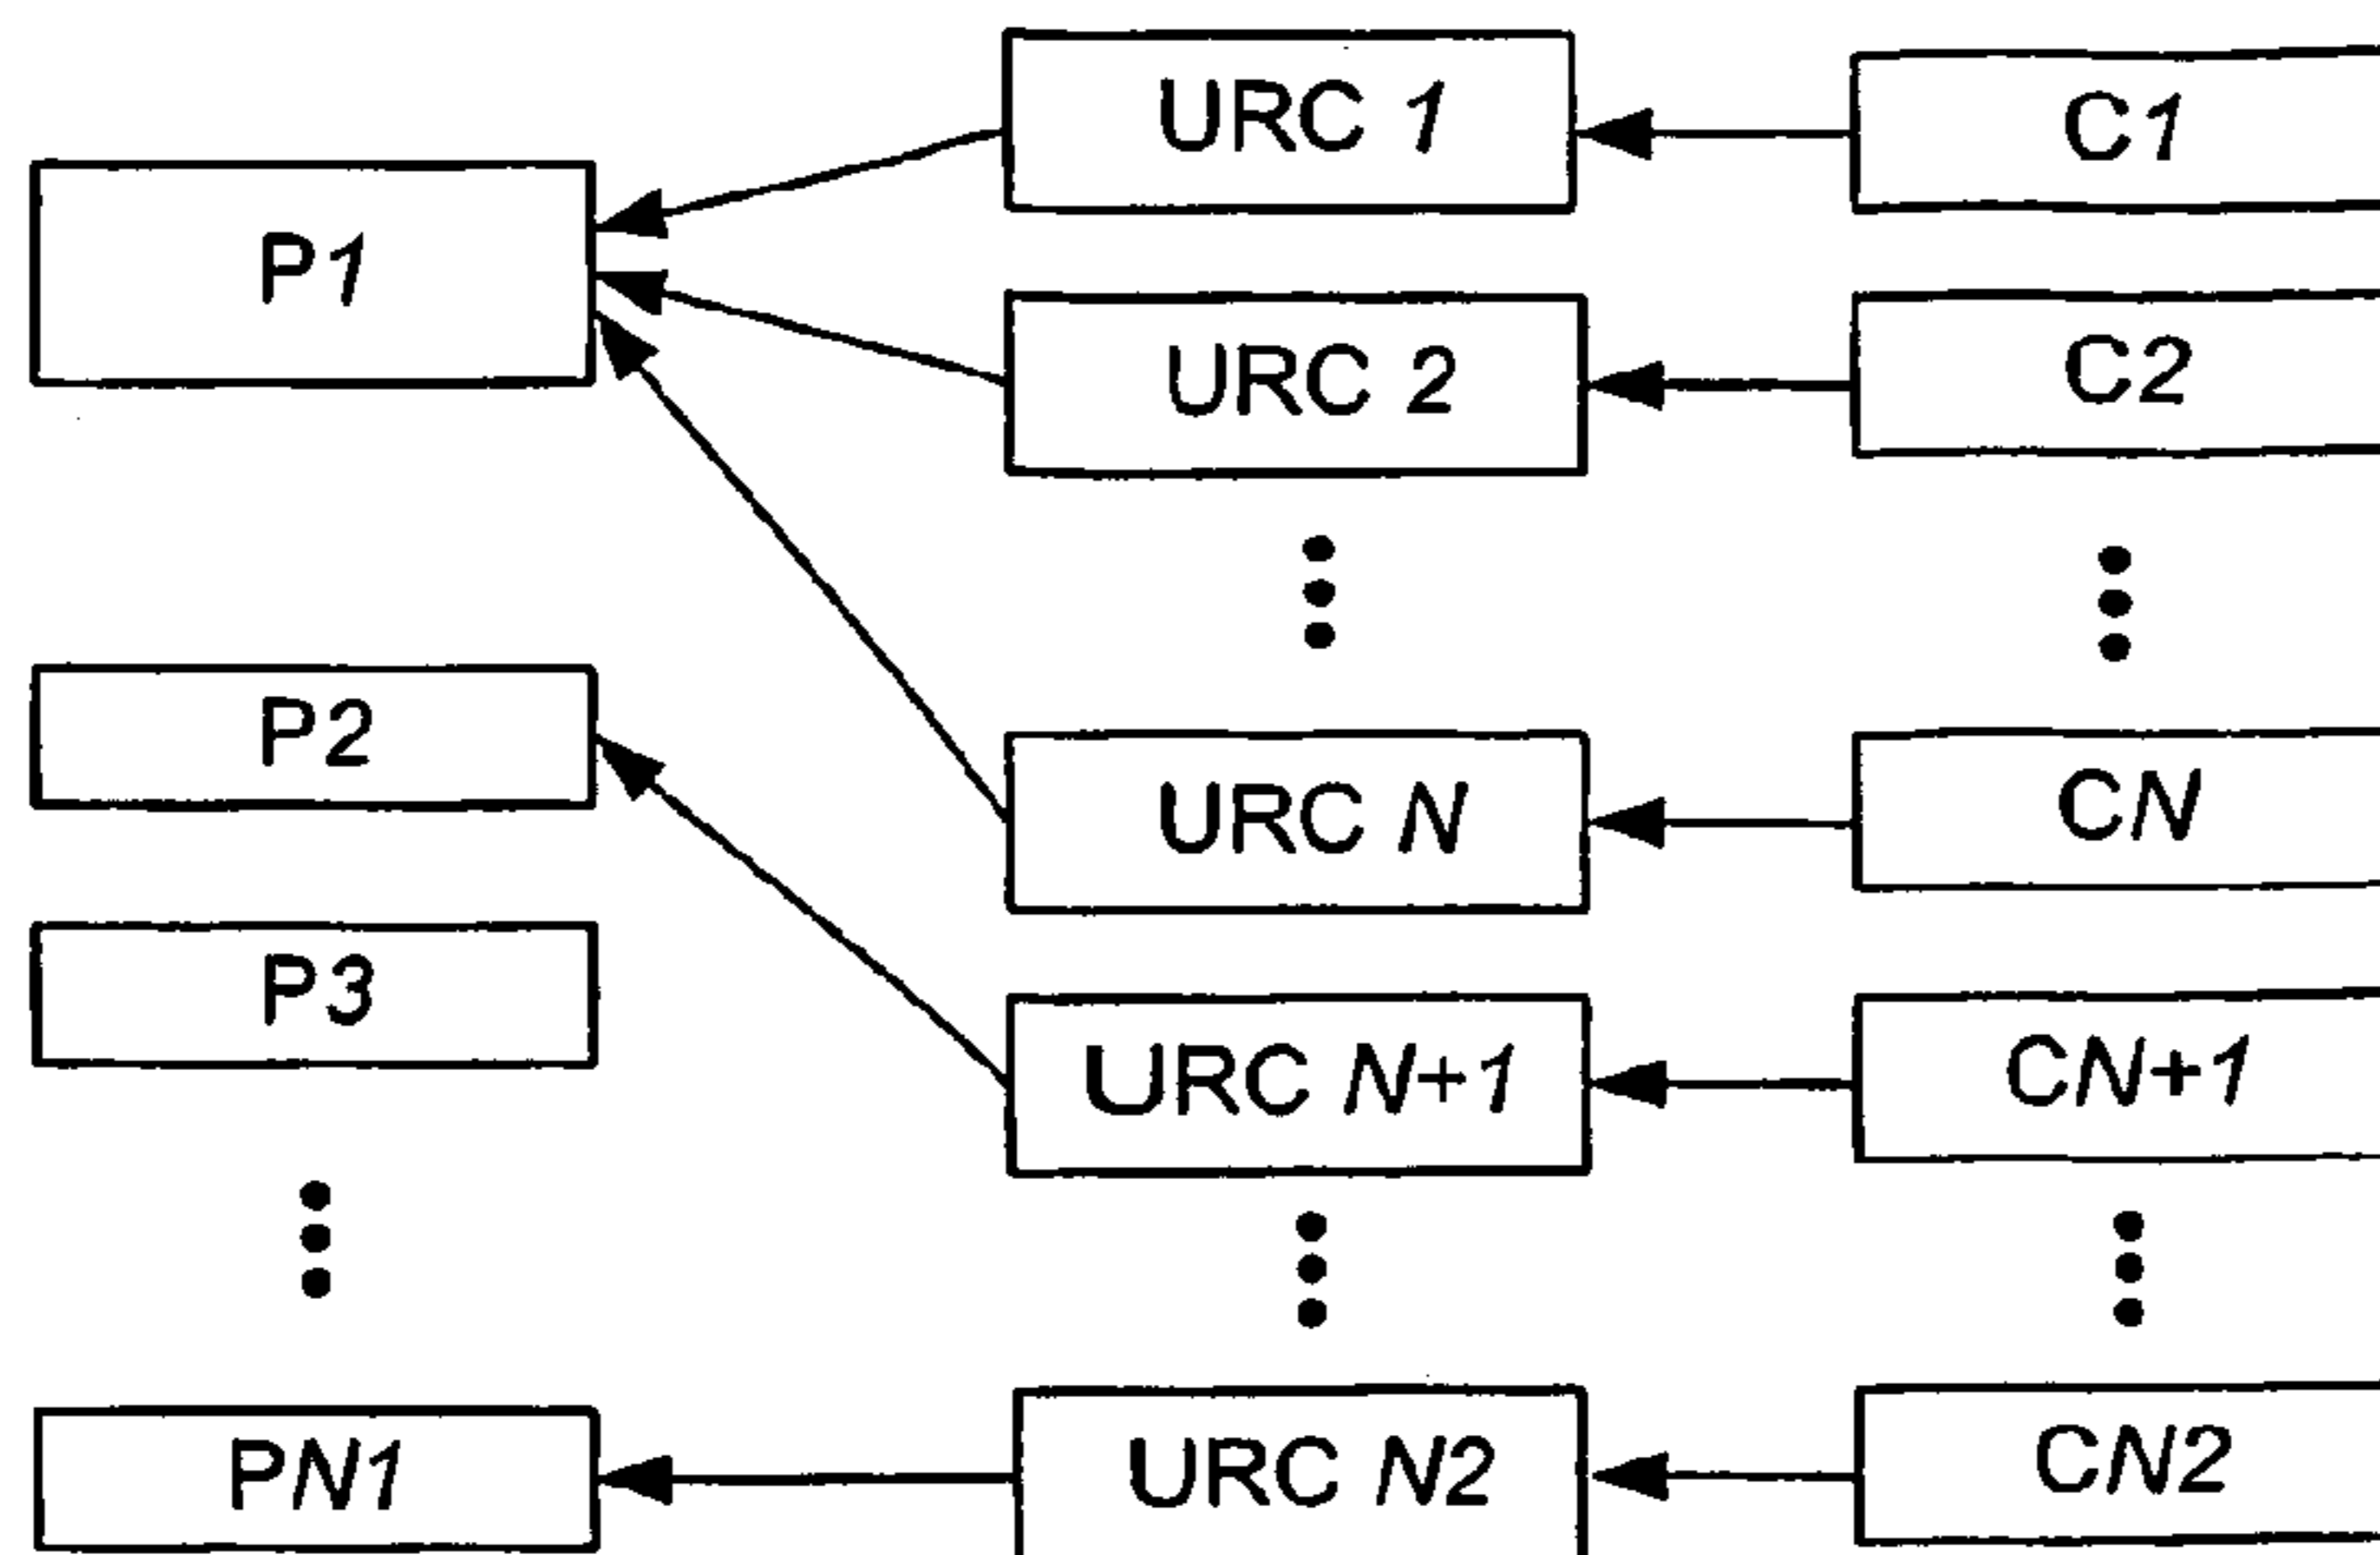 P1
P2
P3
PN1
URC 1
URC 2
URC N
URC N+1
URC N2
C1
C2
CN
CN+1
CN2